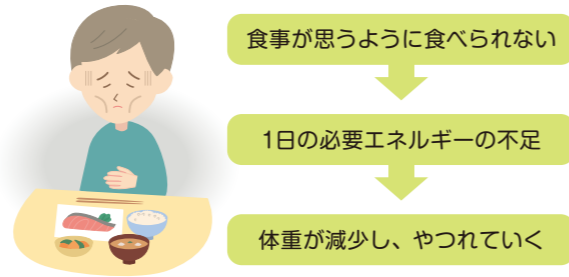 食事が思うように食べられない
1日の必要エネルギーの不足
体重が減少し、やつれていく